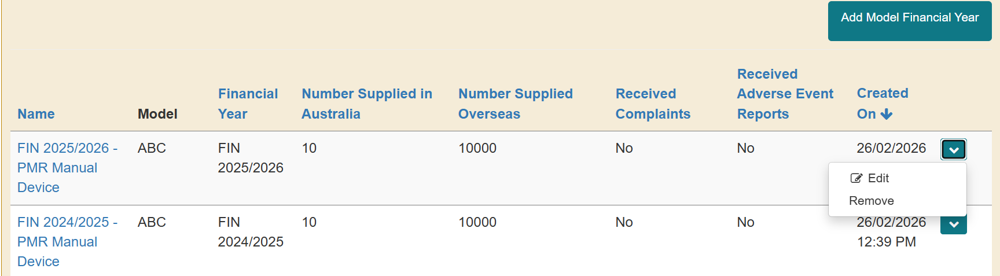 Add Model Financial Year
Name
Model
Financial
Year
Number Supplied in
Australia
Number Supplied
Overseas
Received
Complaints
Received
Adverse Event
Reports
Created
On
FIN 2025/2026 -
PMR Manual
Device
ABC
FIN
2025/2026
10
10000
No
No
26/02/2026
Edit
Remove
FIN 2024/2025 -
PMR Manual
Device
ABC
FIN
2024/2025
10
10000
No
No
26/02/2026
12:39 PM